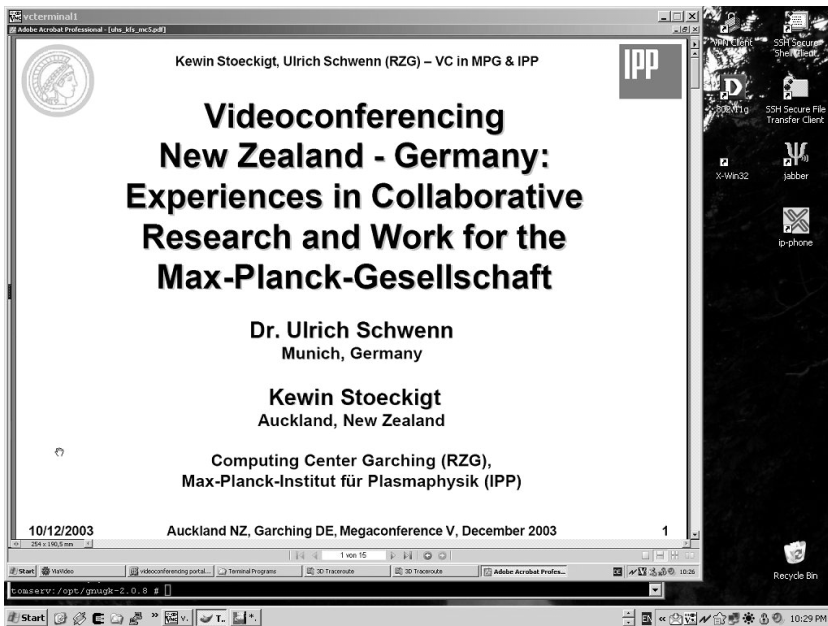 vcterminal1
Adobe Acrobat Professional - [uhs_kfs_mc5.pdf]
Kewin Stoeckigt, Ulrich Schwenn (RZG) – VC in MPG & IPP
IPP
Videoconferencing
New Zealand - Germany:
Experiences in Collaborative
Research and Work for the
Max-Planck-Gesellschaft
Dr. Ulrich Schwenn
Munich, Germany
Kewin Stoeckigt
Auckland, New Zealand
Computing Center Garching (RZG),
Max-Planck-Institut für Plasmaphysik (IPP)
10/12/2003 Auckland NZ, Garching DE, Megaconference V, December 2003 1
254 x 190,5 mm
1 von 15
Start ViaVideo videoconferencing portal... Terminal Programs 3D Traceroute 3D Traceroute Adobe Acrobat Profes... 10:26
tomserv:/opt/gnugk-2.0.8 #
VPN Client
SSH Secure
Shell Client
802.11g
SSH Secure File
Transfer Client
X-Win32
jabber
ip-phone
Recycle Bin
Start » v. T.. *. « 10:29 PM